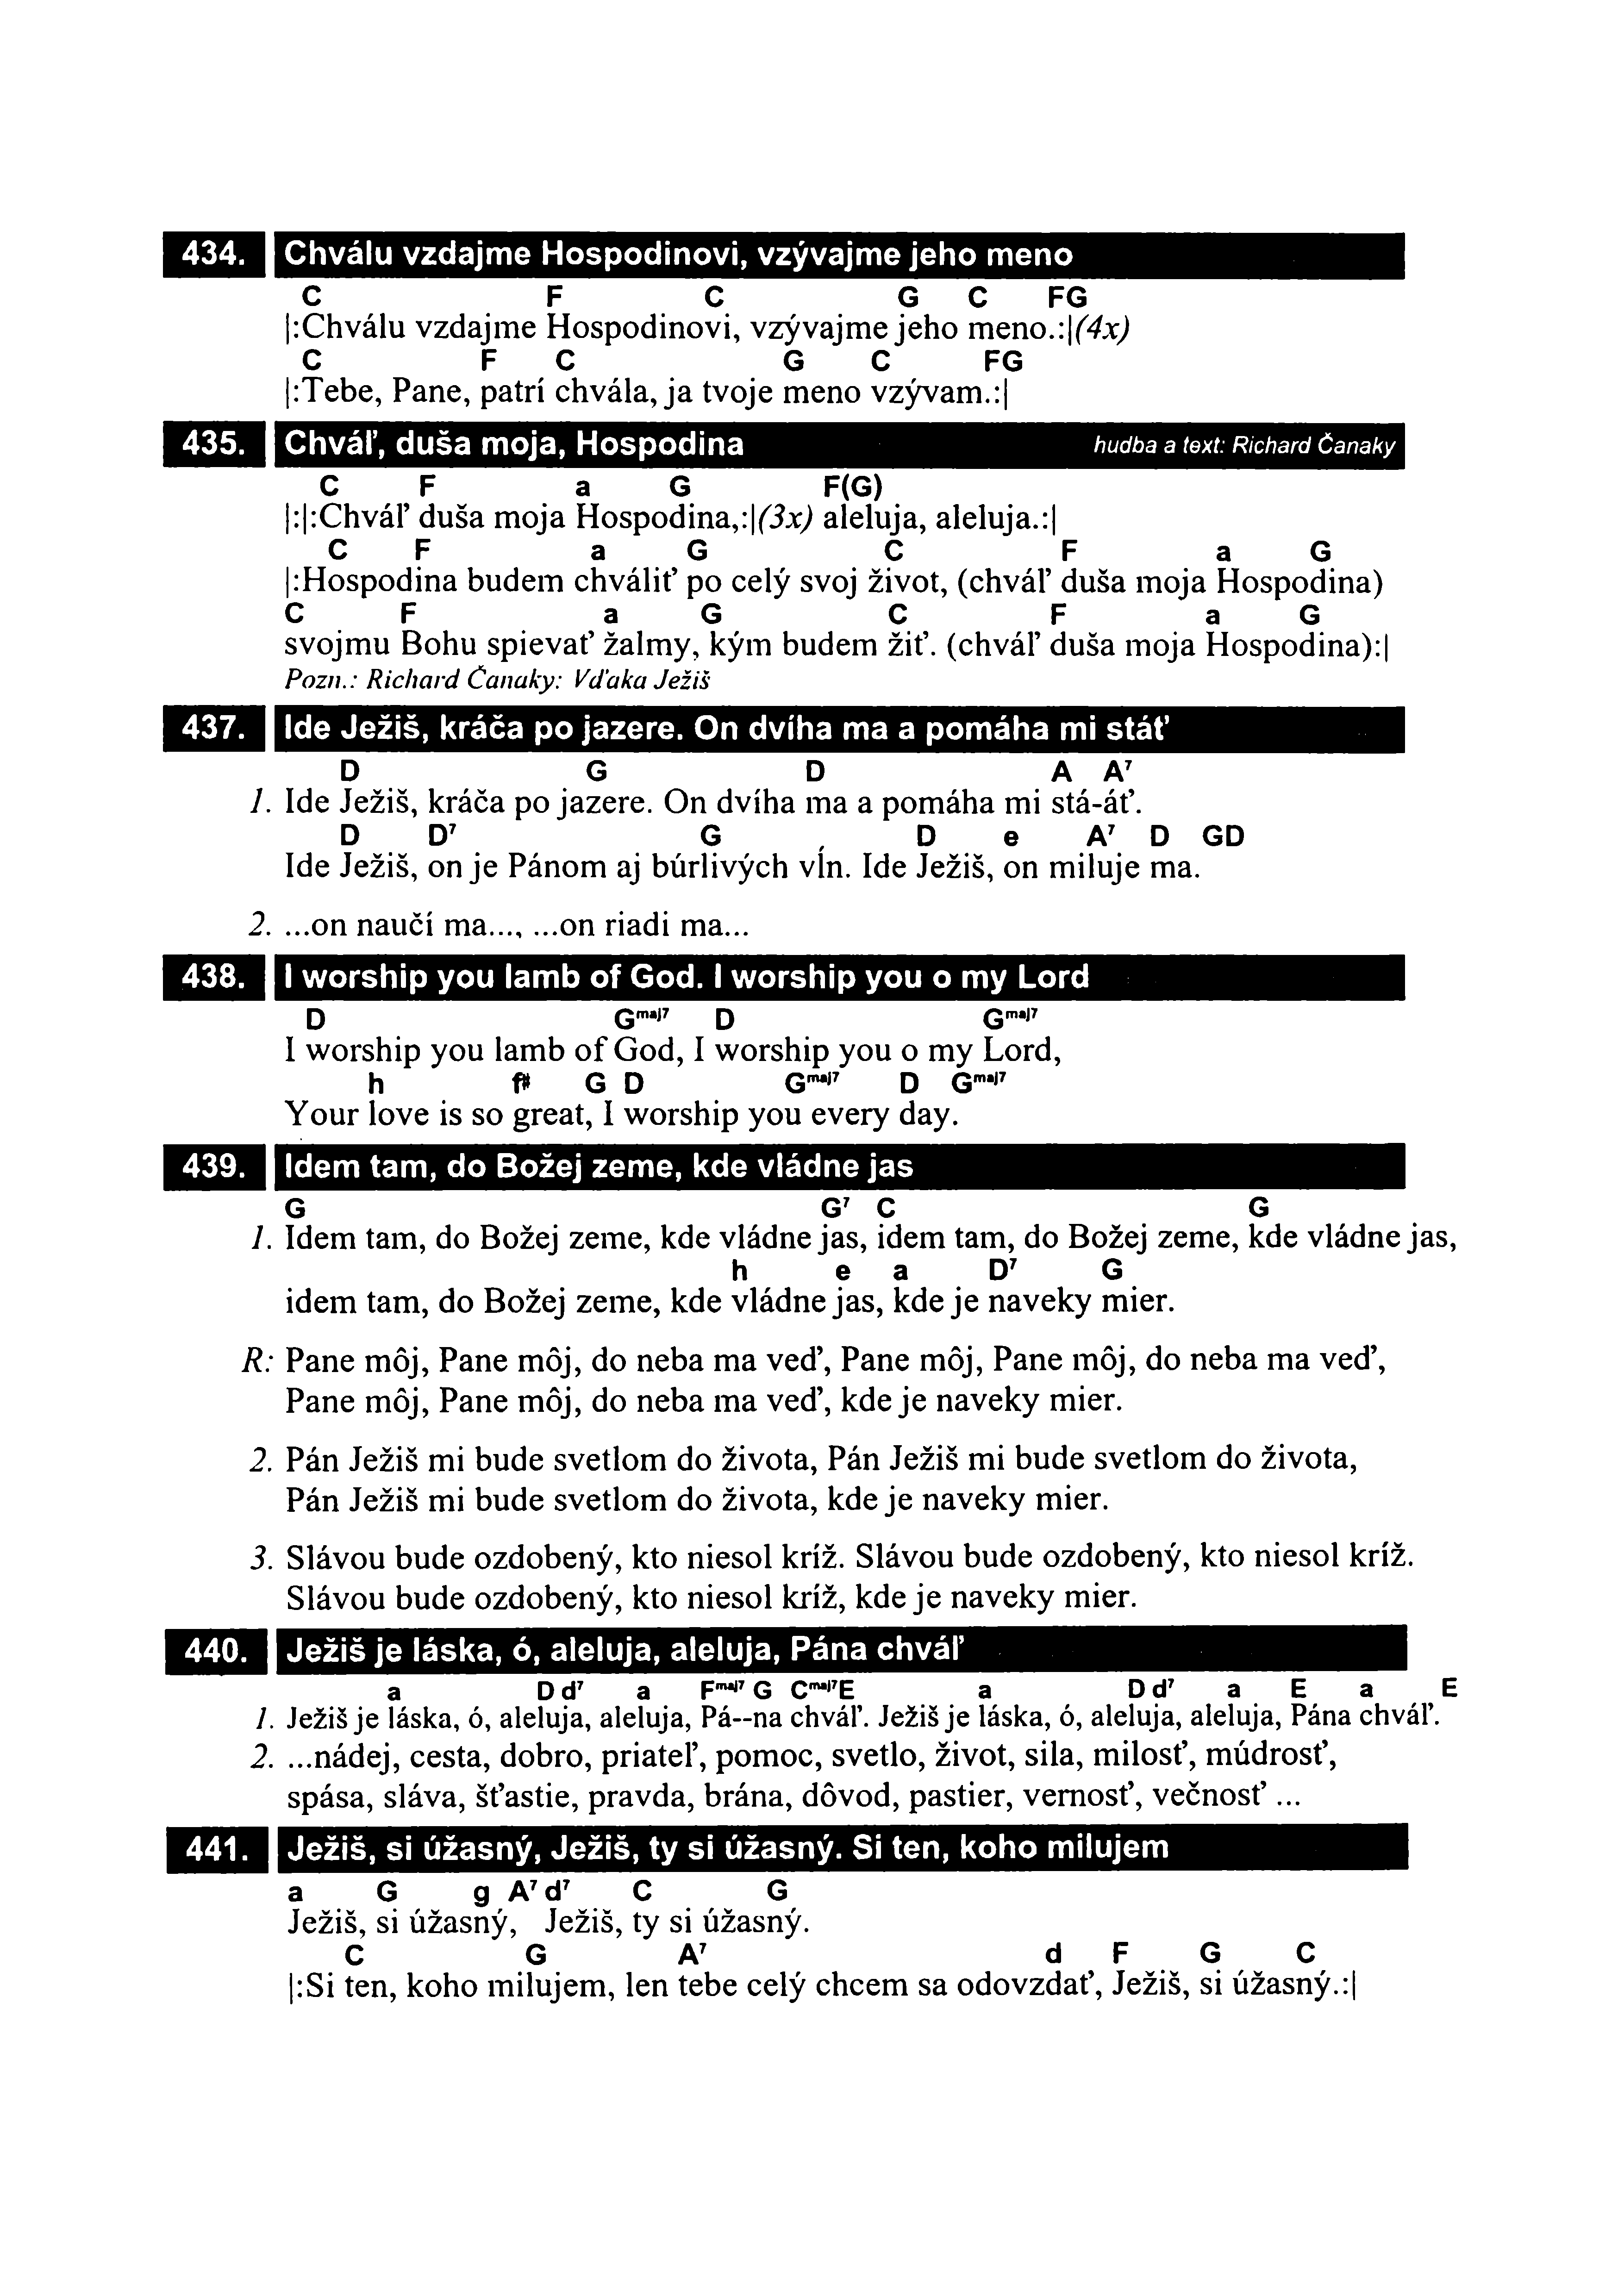 434. Chválu vzdajme Hospodinovi, vzývajme jeho meno
C F C G C FG
|:Chválu vzdajme Hospodinovi, vzývajme jeho meno.:|(4x)
C F C G C FG
|:Tebe, Pane, patrí chvála, ja tvoje meno vzývam.:|
435. Chváľ, duša moja, Hospodina hudba a text: Richard Čanaky
C F a G F(G)
|:|:Chváľ duša moja Hospodina,:|(3x) aleluja, aleluja.:|
C F a G C F a G
|:Hospodina budem chváliť po celý svoj život, (chváľ duša moja Hospodina)
C F a G C F a G
svojmu Bohu spievať žalmy, kým budem žiť. (chváľ duša moja Hospodina):|
Pozn.: Richard Čanaky: Vďaka Ježiš
437. Ide Ježiš, kráča po jazere. On dvíha ma a pomáha mi stáť
D G D A A7
1. Ide Ježiš, kráča po jazere. On dvíha ma a pomáha mi stá-áť.
D D7 G D e A7 D GD
Ide Ježiš, on je Pánom aj búrlivých vĺn. Ide Ježiš, on miluje ma.
2. ...on naučí ma..., ...on riadi ma...
438. I worship you lamb of God. I worship you o my Lord
D Gmaj7 D Gmaj7
I worship you lamb of God, I worship you o my Lord,
h f# G D Gmaj7 D Gmaj7
Your love is so great, I worship you every day.
439. Idem tam, do Božej zeme, kde vládne jas
G G7 C G
1. Idem tam, do Božej zeme, kde vládne jas, idem tam, do Božej zeme, kde vládne jas,
h e a D7 G
idem tam, do Božej zeme, kde vládne jas, kde je naveky mier.
R: Pane môj, Pane môj, do neba ma veď, Pane môj, Pane môj, do neba ma veď,
Pane môj, Pane môj, do neba ma veď, kde je naveky mier.
2. Pán Ježiš mi bude svetlom do života, Pán Ježiš mi bude svetlom do života,
Pán Ježiš mi bude svetlom do života, kde je naveky mier.
3. Slávou bude ozdobený, kto niesol kríž. Slávou bude ozdobený, kto niesol kríž.
Slávou bude ozdobený, kto niesol kríž, kde je naveky mier.
440. Ježiš je láska, ó, aleluja, aleluja, Pána chváľ
a D d7 a Fmaj7 G Cmaj7E a D d7 a E a E
1. Ježiš je láska, ó, aleluja, aleluja, Pá--na chváľ. Ježiš je láska, ó, aleluja, aleluja, Pána chváľ.
2. ...nádej, cesta, dobro, priateľ, pomoc, svetlo, život, sila, milosť, múdrosť,
spása, sláva, šťastie, pravda, brána, dôvod, pastier, vernosť, večnosť ...
441. Ježiš, si úžasný, Ježiš, ty si úžasný. Si ten, koho milujem
a G g A7 d7 C G
Ježiš, si úžasný, Ježiš, ty si úžasný.
C G A7 d F G C
|:Si ten, koho milujem, len tebe celý chcem sa odovzdať, Ježiš, si úžasný.:|